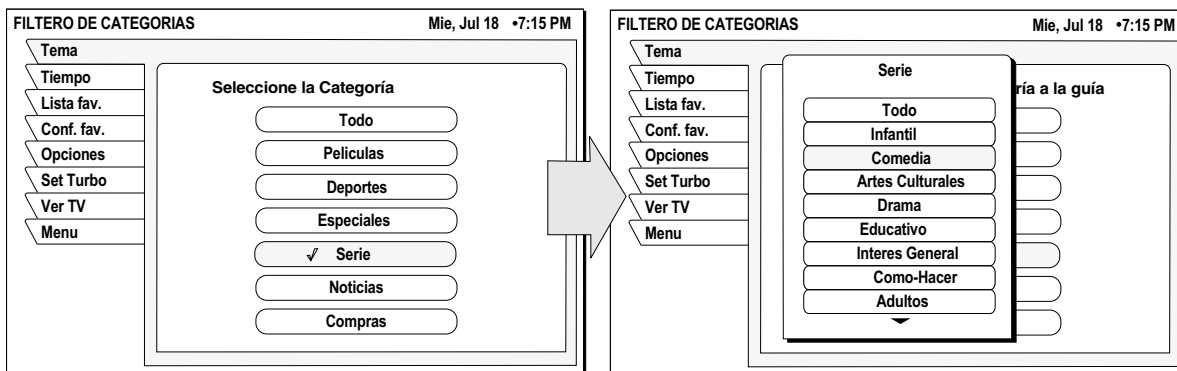 FILTERO DE CATEGORIAS Mie, Jul 18 •7:15 PM
Tema
Tiempo
Lista fav.
Conf. fav.
Opciones
Set Turbo
Ver TV
Menu
Seleccione la Categoría
Todo
Peliculas
Deportes
Especiales
√ Serie
Noticias
Compras
FILTERO DE CATEGORIAS Mie, Jul 18 •7:15 PM
Tema
Tiempo
Lista fav.
Conf. fav.
Opciones
Set Turbo
Ver TV
Menu
ría a la guía
Serie
Todo
Infantil
Comedia
Artes Culturales
Drama
Educativo
Interes General
Como-Hacer
Adultos